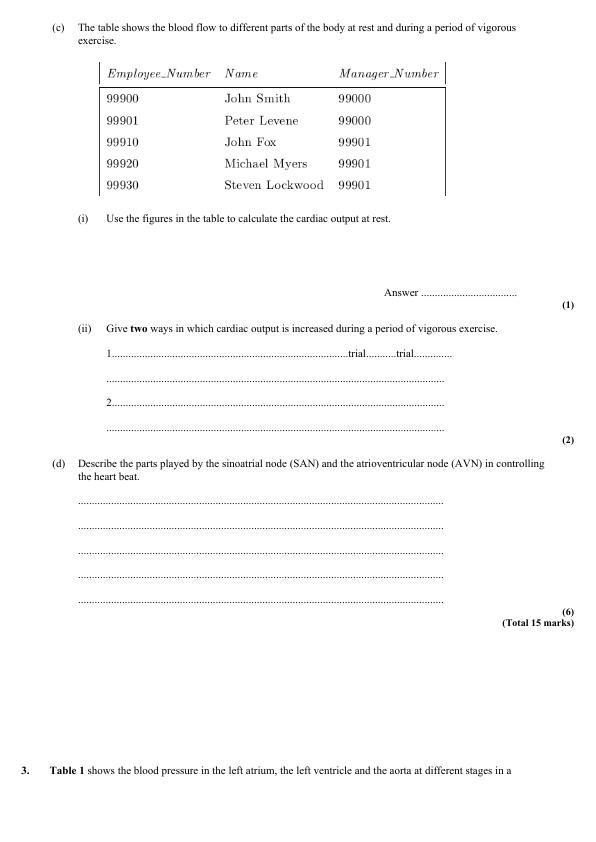 (c) The table shows the blood flow to different parts of the body at rest and during a period of vigorous
exercise.
Employee_Number Name Manager_Number
99900 John Smith 99000
99901 Peter Levene 99000
99910 John Fox 99901
99920 Michael Myers 99901
99930 Steven Lockwood 99901
(i) Use the figures in the table to calculate the cardiac output at rest.
Answer ..................................
(1)
(ii) Give two ways in which cardiac output is increased during a period of vigorous exercise.
1......................................................................................trial...........trial..............
...........................................................................................................................
2.........................................................................................................................
...........................................................................................................................
(2)
(d) Describe the parts played by the sinoatrial node (SAN) and the atrioventricular node (AVN) in controlling
the heart beat.
.....................................................................................................................................
.....................................................................................................................................
.....................................................................................................................................
.....................................................................................................................................
.....................................................................................................................................
(6)
(Total 15 marks)
3. Table 1 shows the blood pressure in the left atrium, the left ventricle and the aorta at different stages in a